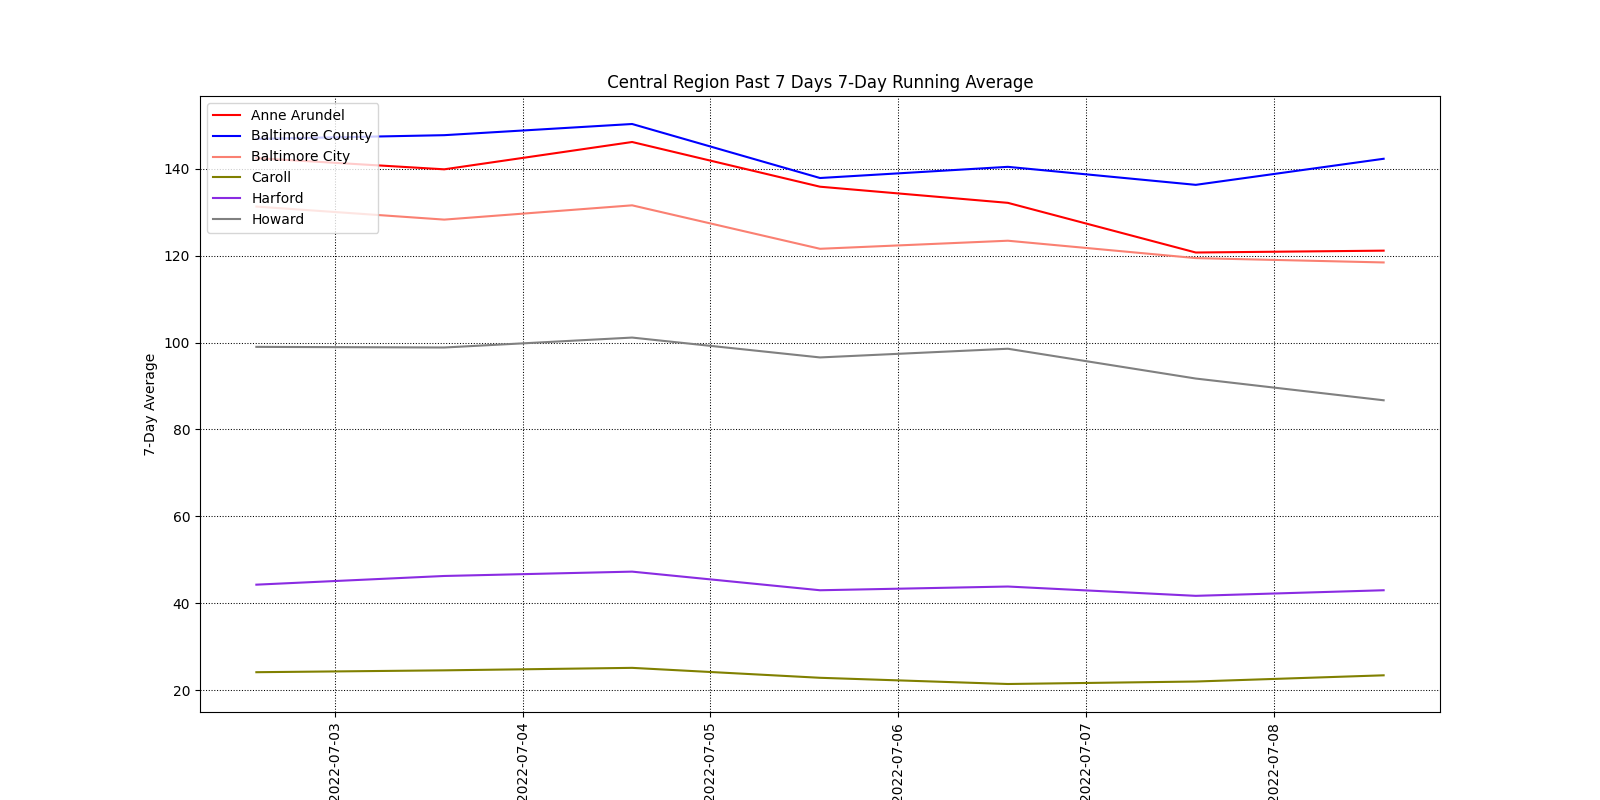 Central Region Past 7 Days 7-Day Running Average
Anne Arundel
Baltimore County
Baltimore City
Caroll
Harford
Howard
7-Day Average
140
120
100
80
60
40
20
2022-07-03
2022-07-04
2022-07-05
2022-07-06
2022-07-07
2022-07-08